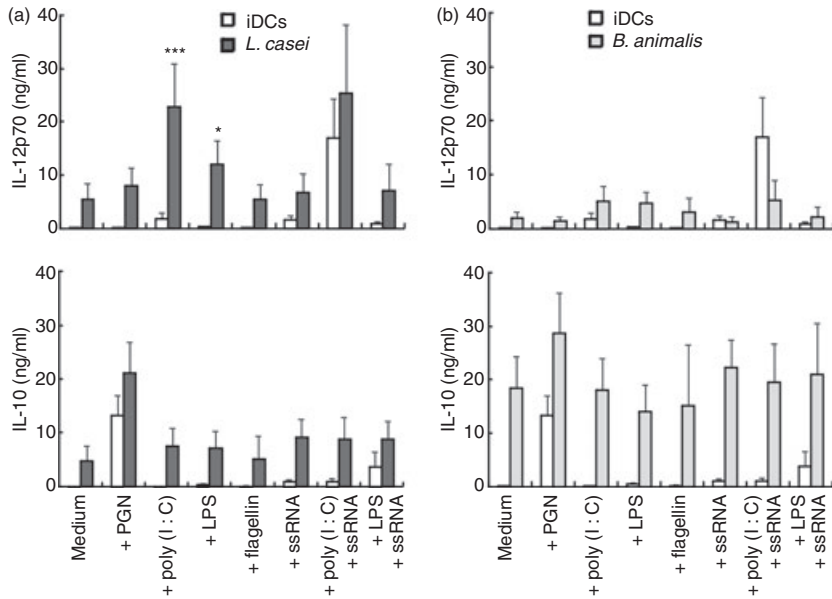 (a)
iDCs
L. casei
IL-12p70 (ng/ml)
40
30
20
10
0
***
*
IL-10 (ng/ml)
40
30
20
10
0
Medium
+ PGN
+ poly (I : C)
+ LPS
+ flagellin
+ ssRNA
+ poly (I : C)
+ ssRNA
+ LPS
+ ssRNA
(b)
iDCs
B. animalis
IL-12p70 (ng/ml)
40
30
20
10
0
IL-10 (ng/ml)
40
30
20
10
0
Medium
+ PGN
+ poly (I : C)
+ LPS
+ flagellin
+ ssRNA
+ poly (I : C)
+ ssRNA
+ LPS
+ ssRNA